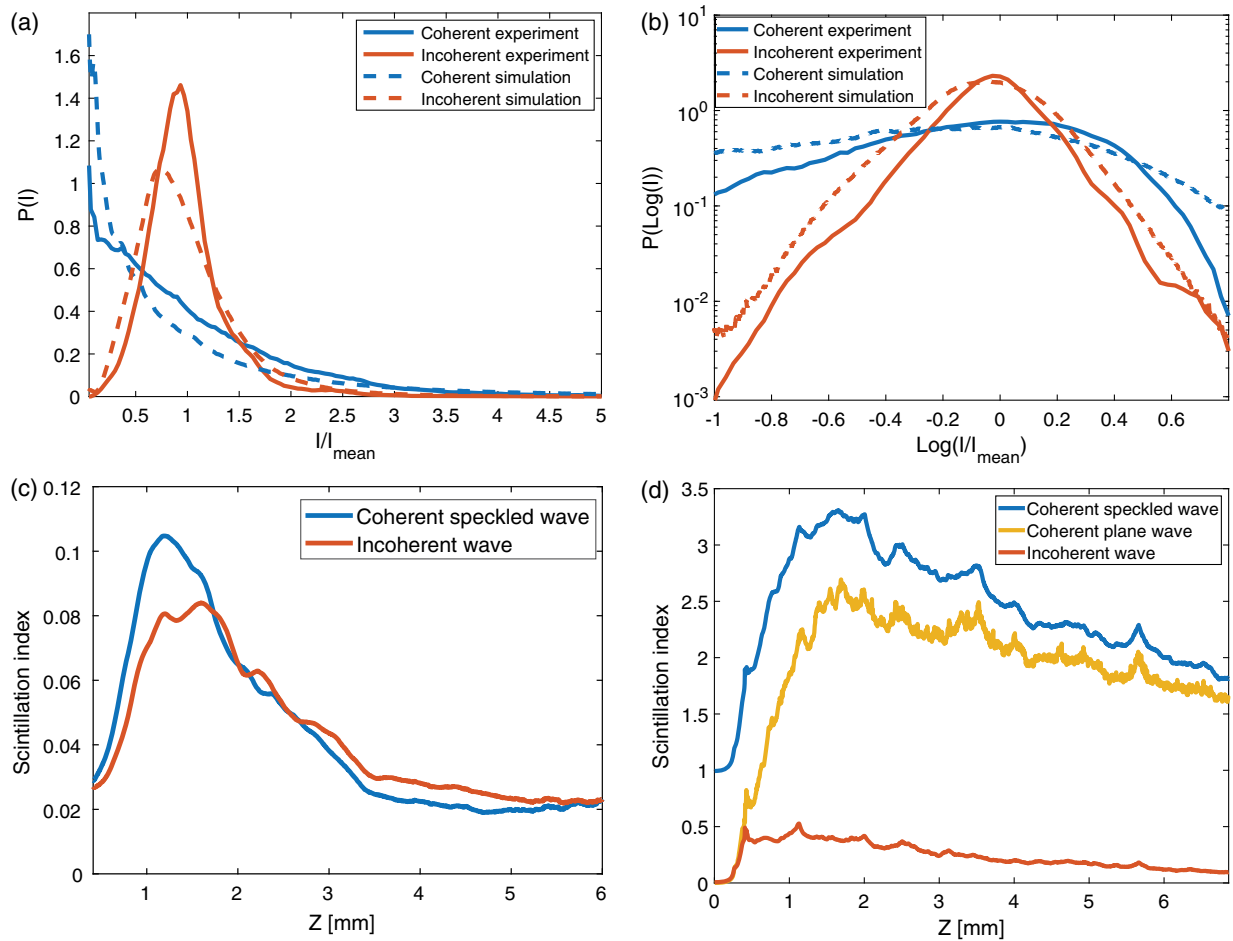 (a)
1.6
1.4
1.2
1
0.8
0.6
0.4
0.2
0
P(I)
Coherent experiment
Incoherent experiment
Coherent simulation
Incoherent simulation
0.5 1 1.5 2 2.5 3 3.5 4 4.5 5
I/I_mean
(b)
10^1
10^0
10^-1
10^-2
10^-3
P(Log(I))
Coherent experiment
Incoherent experiment
Coherent simulation
Incoherent simulation
-1 -0.8 -0.6 -0.4 -0.2 0 0.2 0.4 0.6
Log(I/I_mean)
(c)
0.12
0.1
0.08
0.06
0.04
0.02
0
Scintillation index
Coherent speckled wave
Incoherent wave
1 2 3 4 5 6
Z [mm]
(d)
3.5
3
2.5
2
1.5
1
0.5
0
Scintillation index
Coherent speckled wave
Coherent plane wave
Incoherent wave
0 1 2 3 4 5 6
Z [mm]